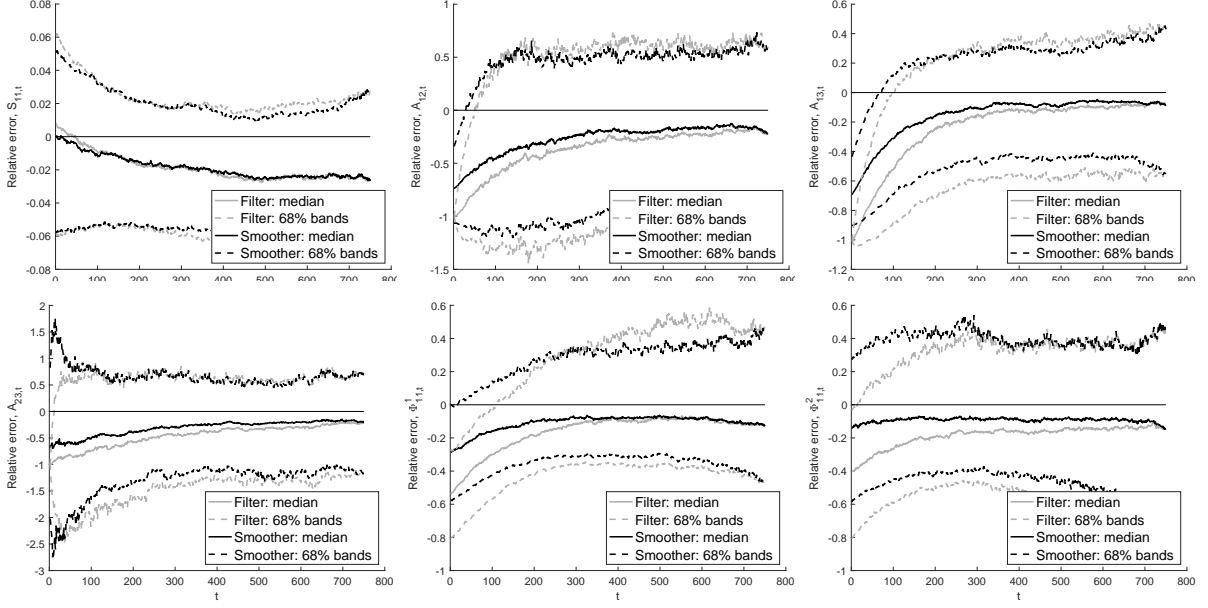 0.08
0.06
0.04
0.02
0
-0.02
-0.04
-0.06
-0.08
Relative error, S11,t
Filter: median
Filter: 68% bands
Smoother: median
Smoother: 68% bands
0 100 200 300 400 500 600 700 800
1
0.5
0
-0.5
-1
-1.5
Relative error, A12,t
Filter: median
Filter: 68% bands
Smoother: median
Smoother: 68% bands
0 100 200 300 400 500 600 700 800
0.6
0.4
0.2
0
-0.2
-0.4
-0.6
-0.8
-1
-1.2
Relative error, A13,t
Filter: median
Filter: 68% bands
Smoother: median
Smoother: 68% bands
0 100 200 300 400 500 600 700 800
2
1.5
1
0.5
0
-0.5
-1
-1.5
-2
-2.5
-3
Relative error, A23,t
Filter: median
Filter: 68% bands
Smoother: median
Smoother: 68% bands
0 100 200 300 400 500 600 700 800
t
0.6
0.4
0.2
0
-0.2
-0.4
-0.6
-0.8
-1
Relative error, Φ¹11,t
Filter: median
Filter: 68% bands
Smoother: median
Smoother: 68% bands
0 100 200 300 400 500 600 700 800
t
0.6
0.4
0.2
0
-0.2
-0.4
-0.6
-0.8
-1
Relative error, Φ²11,t
Filter: median
Filter: 68% bands
Smoother: median
Smoother: 68% bands
0 100 200 300 400 500 600 700 800
t